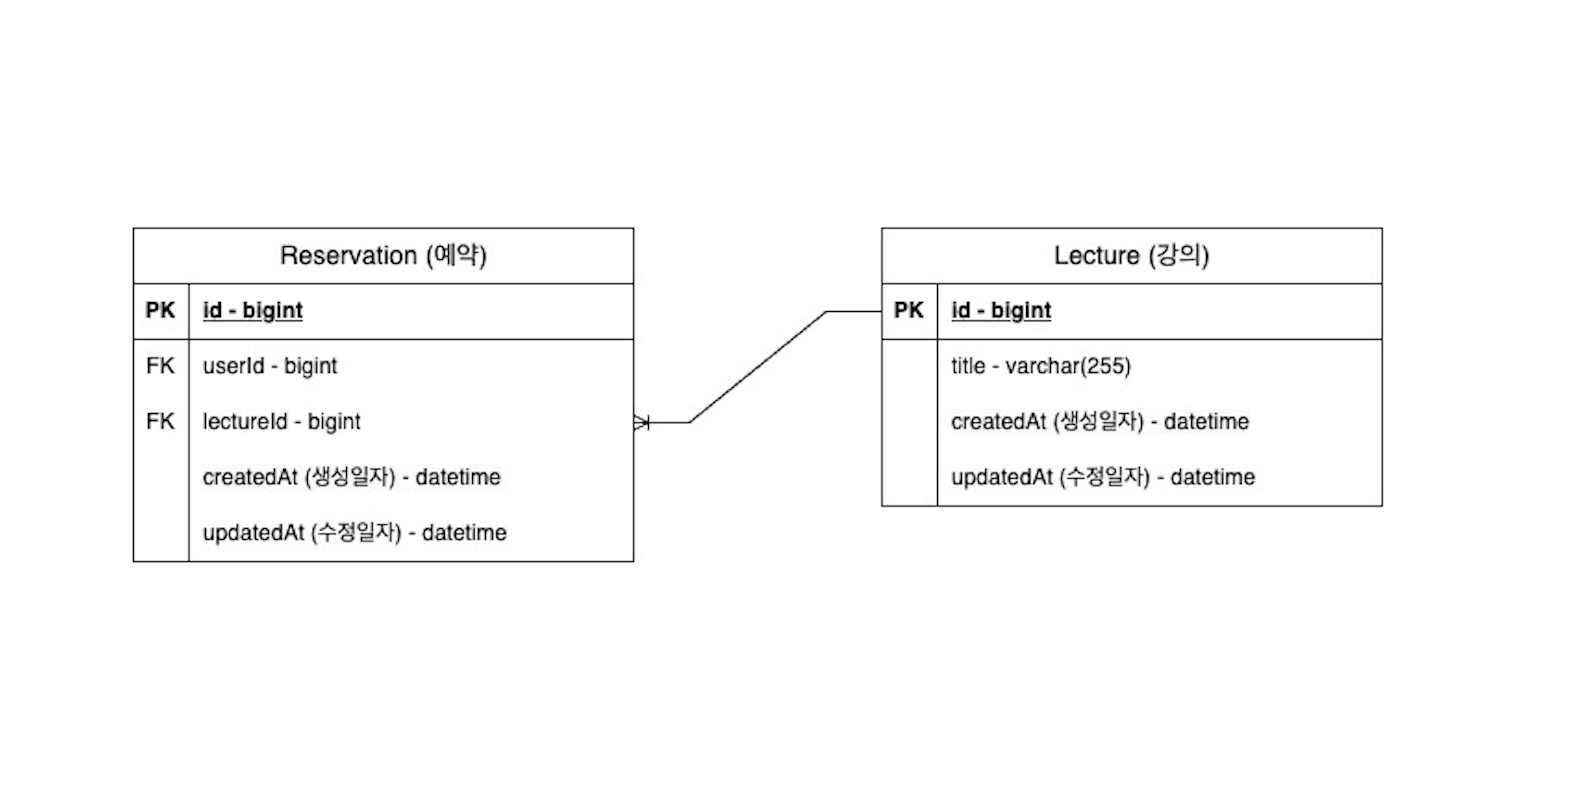 Reservation (예약)
PK id - bigint
FK userId - bigint
FK lectureId - bigint
createdAt (생성일자) - datetime
updatedAt (수정일자) - datetime
Lecture (강의)
PK id - bigint
title - varchar(255)
createdAt (생성일자) - datetime
updatedAt (수정일자) - datetime